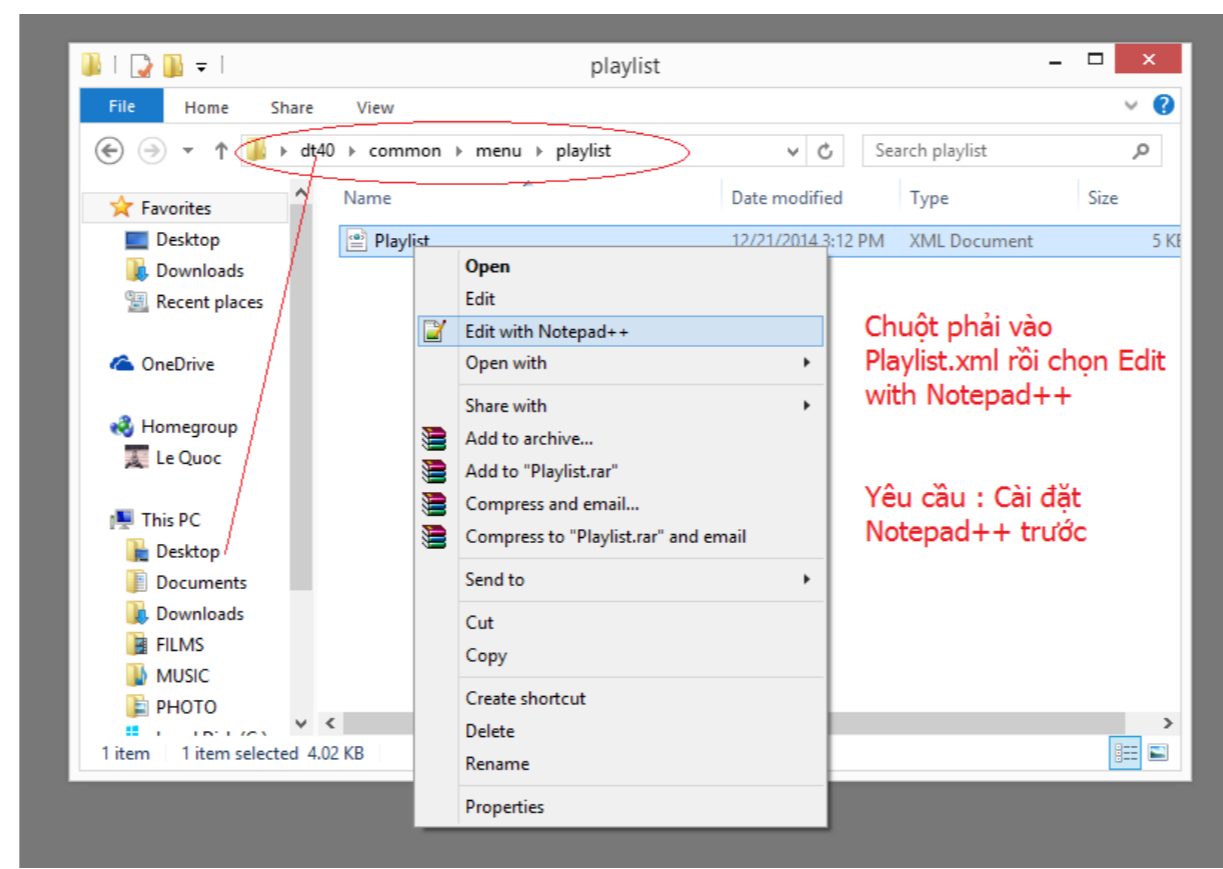 playlist
File Home Share View
dt40 common menu playlist Search playlist
Name Date modified Type Size
Favorites
Playlist 12/21/2014 3:12 PM XML Document 5 KB
Desktop
Downloads
Recent places
OneDrive
Homegroup
Le Quoc
This PC
Desktop
Documents
Downloads
FILMS
MUSIC
PHOTO
Open
Edit
Edit with Notepad++
Open with
Share with
Add to archive...
Add to "Playlist.rar"
Compress and email...
Compress to "Playlist.rar" and email
Send to
Cut
Copy
Create shortcut
Delete
Rename
Properties
Chuột phải vào
Playlist.xml rồi chọn Edit
with Notepad++
Yêu cầu : Cài đặt
Notepad++ trước
1 item 1 item selected 4.02 KB